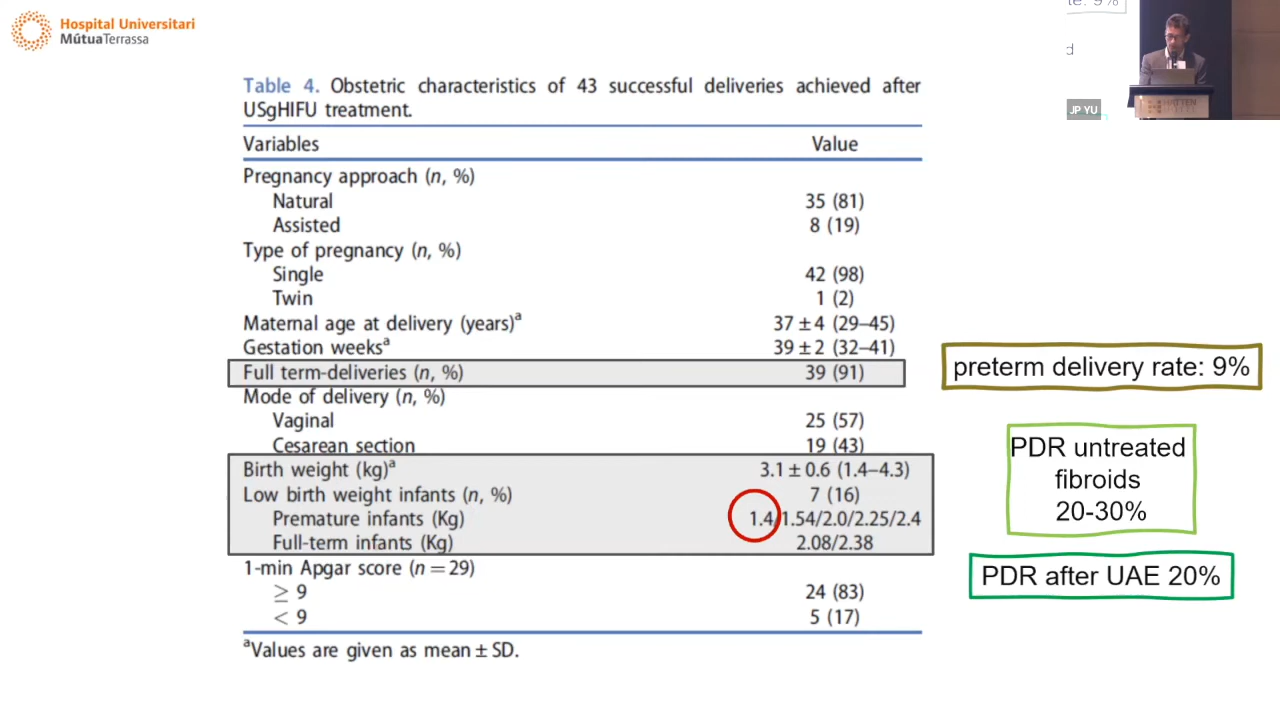 Hospital Universitari
MútuaTerrassa
9%
d
JP YU
Table 4. Obstetric characteristics of 43 successful deliveries achieved after
USgHIFU treatment.
Variables Value
Pregnancy approach (n, %)
Natural 35 (81)
Assisted 8 (19)
Type of pregnancy (n, %)
Single 42 (98)
Twin 1 (2)
Maternal age at delivery (years)ᵃ 37 ± 4 (29–45)
Gestation weeksᵃ 39 ± 2 (32–41)
Full term-deliveries (n, %) 39 (91)
preterm delivery rate: 9%
Mode of delivery (n, %)
Vaginal 25 (57)
Cesarean section 19 (43)
PDR untreated
fibroids
20-30%
Birth weight (kg)ᵃ 3.1 ± 0.6 (1.4–4.3)
Low birth weight infants (n, %) 7 (16)
Premature infants (Kg) 1.4/1.54/2.0/2.25/2.4
Full-term infants (Kg) 2.08/2.38
PDR after UAE 20%
1-min Apgar score (n = 29)
≥ 9 24 (83)
< 9 5 (17)
ᵃValues are given as mean ± SD.